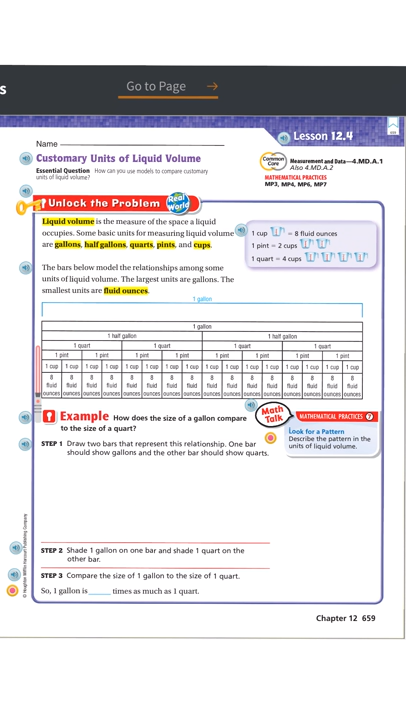 s
Go to Page →
Lesson 12.4
Name
Customary Units of Liquid Volume
Essential Question How can you use models to compare customary
units of liquid volume?
Common
Core
Measurement and Data—4.MD.A.1
Also 4.MD.A.2
MATHEMATICAL PRACTICES
MP3, MP4, MP6, MP7
Unlock the Problem
Real
World
Liquid volume is the measure of the space a liquid
occupies. Some basic units for measuring liquid volume
are gallons, half gallons, quarts, pints, and cups.
1 cup = 8 fluid ounces
1 pint = 2 cups
1 quart = 4 cups
The bars below model the relationships among some
units of liquid volume. The largest units are gallons. The
smallest units are fluid ounces.
1 gallon
1 gallon
1 half gallon 1 half gallon
1 quart 1 quart 1 quart 1 quart
1 pint 1 pint 1 pint 1 pint 1 pint 1 pint 1 pint 1 pint
1 cup 1 cup 1 cup 1 cup 1 cup 1 cup 1 cup 1 cup 1 cup 1 cup 1 cup 1 cup 1 cup 1 cup 1 cup 1 cup
8 8 8 8 8 8 8 8 8 8 8 8 8 8 8 8
fluid fluid fluid fluid fluid fluid fluid fluid fluid fluid fluid fluid fluid fluid fluid fluid
ounces ounces ounces ounces ounces ounces ounces ounces ounces ounces ounces ounces ounces ounces ounces ounces
Example How does the size of a gallon compare
to the size of a quart?
Math
Talk
MATHEMATICAL PRACTICES 7
Look for a Pattern
Describe the pattern in the
units of liquid volume.
STEP 1 Draw two bars that represent this relationship. One bar
should show gallons and the other bar should show quarts.
STEP 2 Shade 1 gallon on one bar and shade 1 quart on the
other bar.
STEP 3 Compare the size of 1 gallon to the size of 1 quart.
So, 1 gallon is _____ times as much as 1 quart.
© Houghton Mifflin Harcourt Publishing Company
Chapter 12 659